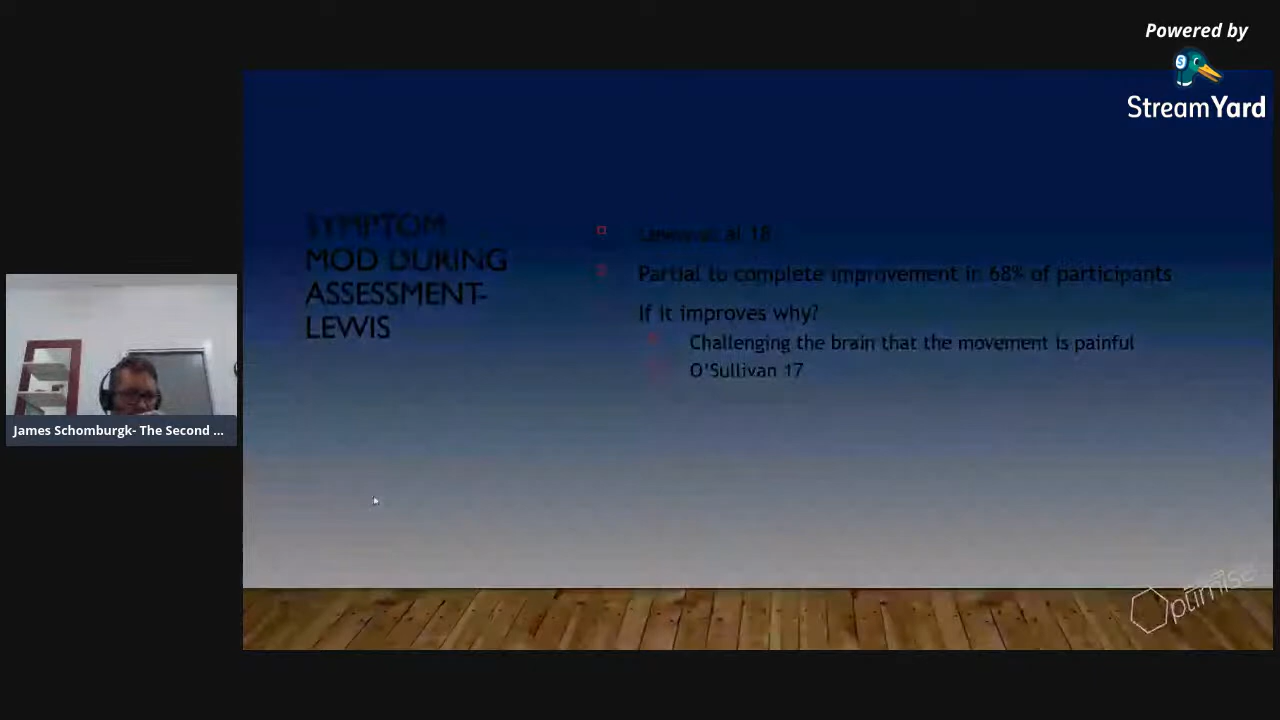 Powered by
StreamYard
SYMPTOM
MOD DURING
ASSESSMENT-
LEWIS
Lewis et al 18
Partial to complete improvement in 68% of participants
If it improves why?
Challenging the brain that the movement is painful
O'Sullivan 17
James Schomburgk- The Second ...
Optimise